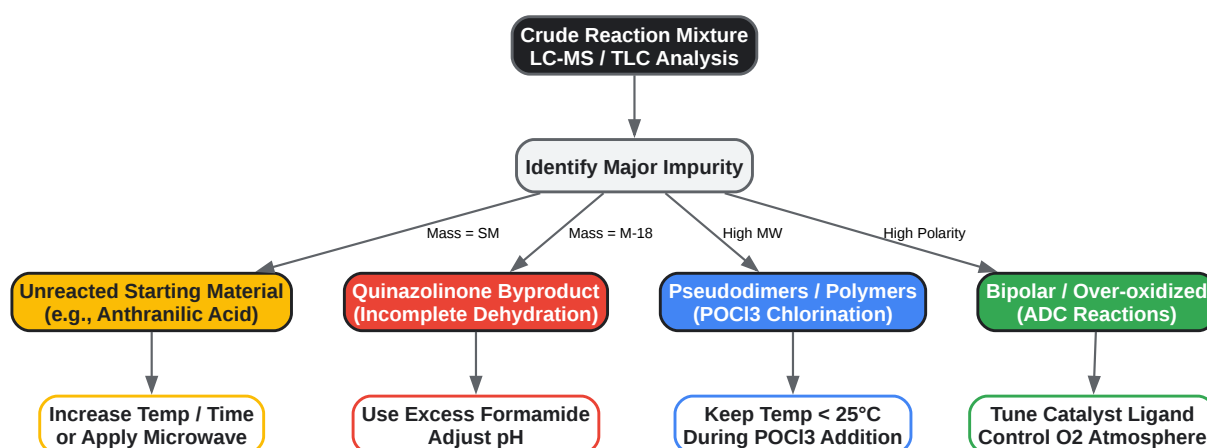 Crude Reaction Mixture
LC-MS / TLC Analysis
Identify Major Impurity
Mass = SM
Mass = M-18
High MW
High Polarity
Unreacted Starting Material
(e.g., Anthranilic Acid)
Quinazolinone Byproduct
(Incomplete Dehydration)
Pseudodimers / Polymers
(POCl3 Chlorination)
Bipolar / Over-oxidized
(ADC Reactions)
Increase Temp / Time
or Apply Microwave
Use Excess Formamide
Adjust pH
Keep Temp < 25°C
During POCl3 Addition
Tune Catalyst Ligand
Control O2 Atmosphere